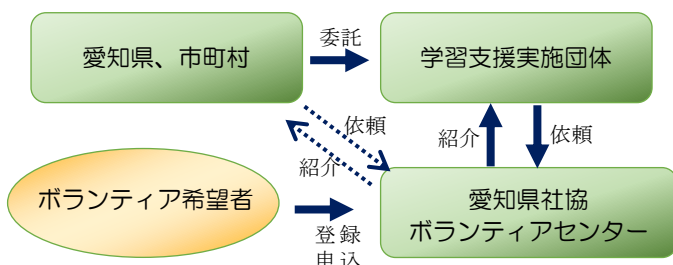 愛知県、市町村
委託
学習支援実施団体
依頼
紹介
紹介
依頼
ボランティア希望者
登録
申込
愛知県社協
ボランティアセンター